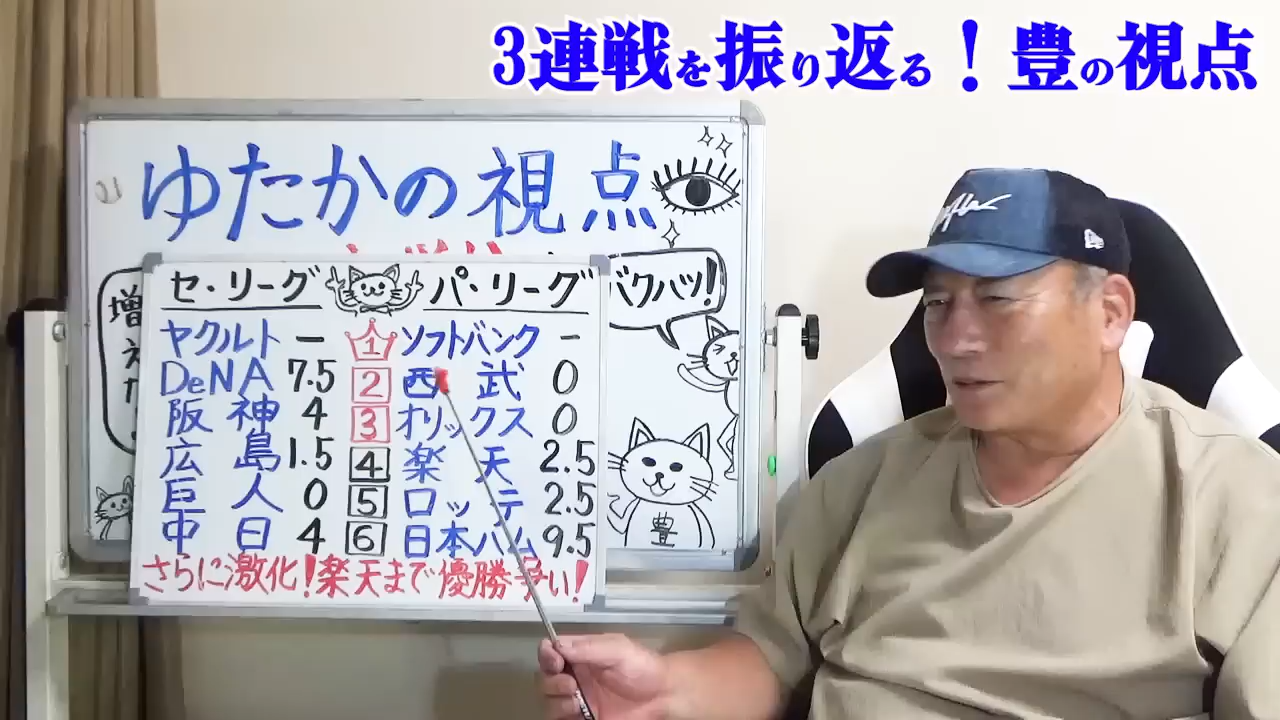 3連戦を振り返る！豊の視点
ゆたかの視点
増えた
バクハツ!
セ・リーグ パ・リーグ
ヤクルト ー 1 ソフトバンク ー
DeNA 7.5 2 西武 0
阪神 4 3 オリックス 0
広島 1.5 4 楽天 2.5
巨人 0 5 ロッテ 2.5
中日 4 6 日本ハム 9.5
さらに激化!楽天まで優勝争い!
豊